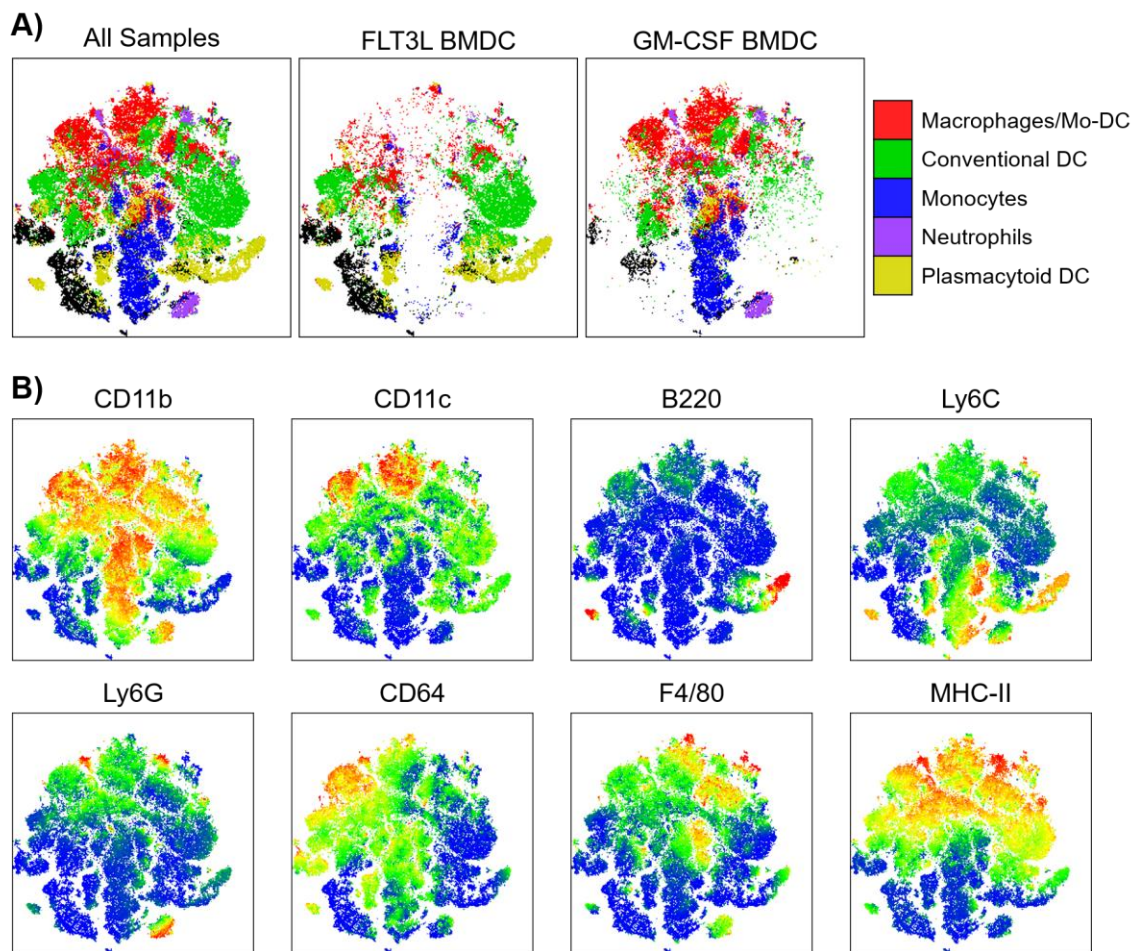 A)
All Samples
FLT3L BMDC
GM-CSF BMDC
Macrophages/Mo-DC
Conventional DC
Monocytes
Neutrophils
Plasmacytoid DC
B)
CD11b
CD11c
B220
Ly6C
Ly6G
CD64
F4/80
MHC-II